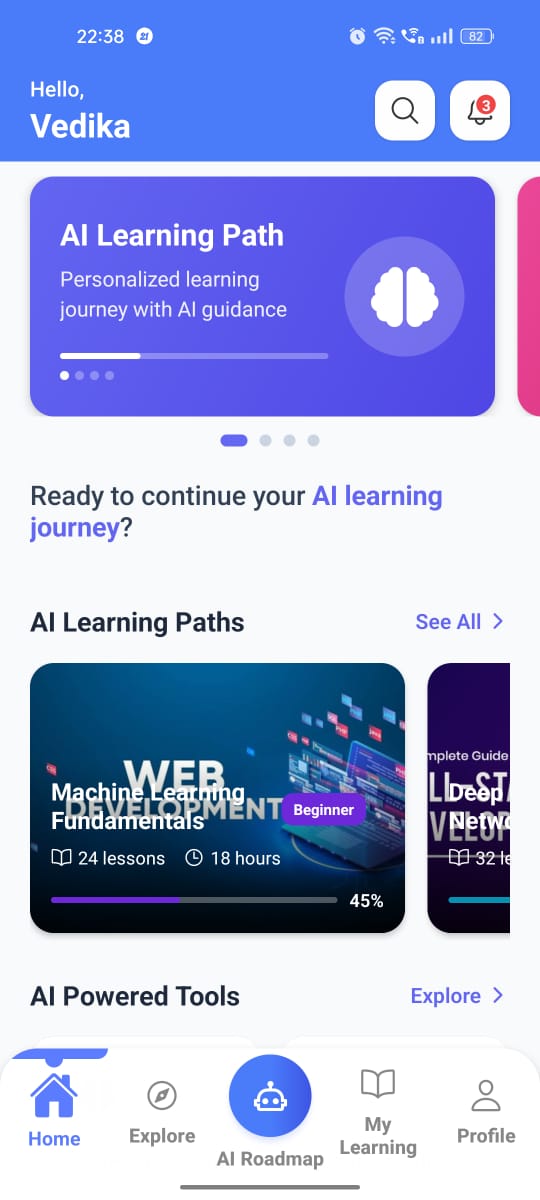 22:38
82
Hello,
Vedika
3
AI Learning Path
Personalized learning
journey with AI guidance
Ready to continue your AI learning
journey?
AI Learning Paths
See All
WEB
DEVELOPMENT
Machine Learning
Fundamentals
Beginner
24 lessons
18 hours
45%
mplete Guide
Deep
Netwo
32 le
AI Powered Tools
Explore
Home
Explore
AI Roadmap
My
Learning
Profile